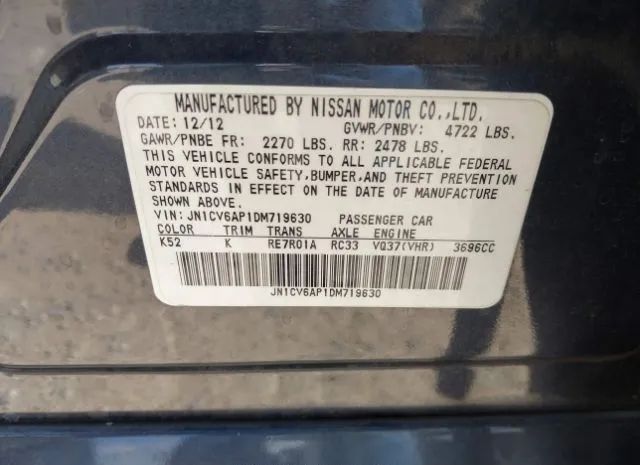 MANUFACTURED BY NISSAN MOTOR CO.,LTD.
DATE: 12/12 GVWR/PNBV: 4722 LBS.
GAWR/PNBE FR: 2270 LBS. RR: 2478 LBS.
THIS VEHICLE CONFORMS TO ALL APPLICABLE FEDERAL
MOTOR VEHICLE SAFETY,BUMPER,AND THEFT PREVENTION
STANDARDS IN EFFECT ON THE DATE OF MANUFACTURE
SHOWN ABOVE.
VIN: JN1CV6AP1DM719630 PASSENGER CAR
COLOR TRIM TRANS AXLE ENGINE
K52 K RE7R01A RC33 VQ37(VHR) 3696CC
JN1CV6AP1DM719630